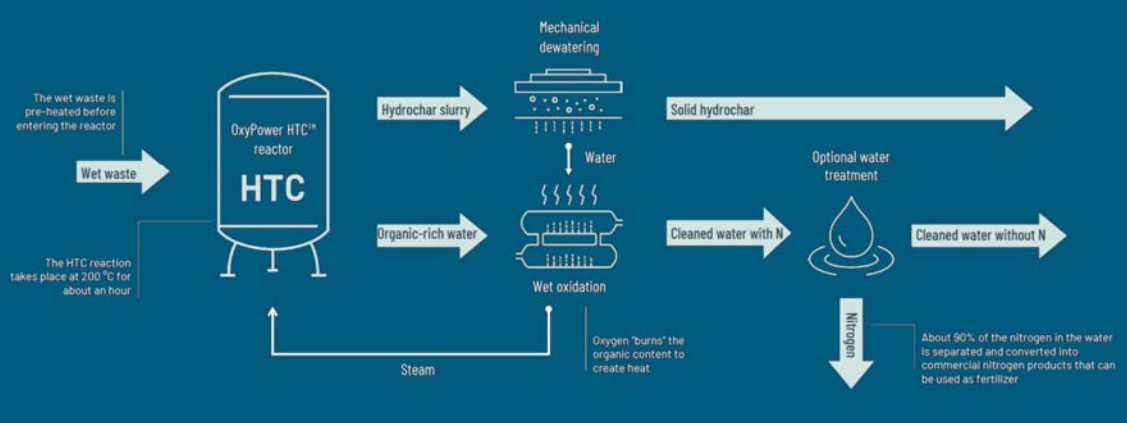 Mechanical
dewatering
The wet waste is
pre-heated before
entering the reactor
Wet waste
OxyPower HTC™
reactor
HTC
The HTC reaction
takes place at 200 °C for
about an hour
Hydrochar slurry
Solid hydrochar
Water
Organic-rich water
Wet oxidation
Cleaned water with N
Optional water
treatment
Cleaned water without N
Steam
Oxygen "burns" the
organic content to
create heat
Nitrogen
About 90% of the nitrogen in the water
is separated and converted into
commercial nitrogen products that can
be used as fertilizer